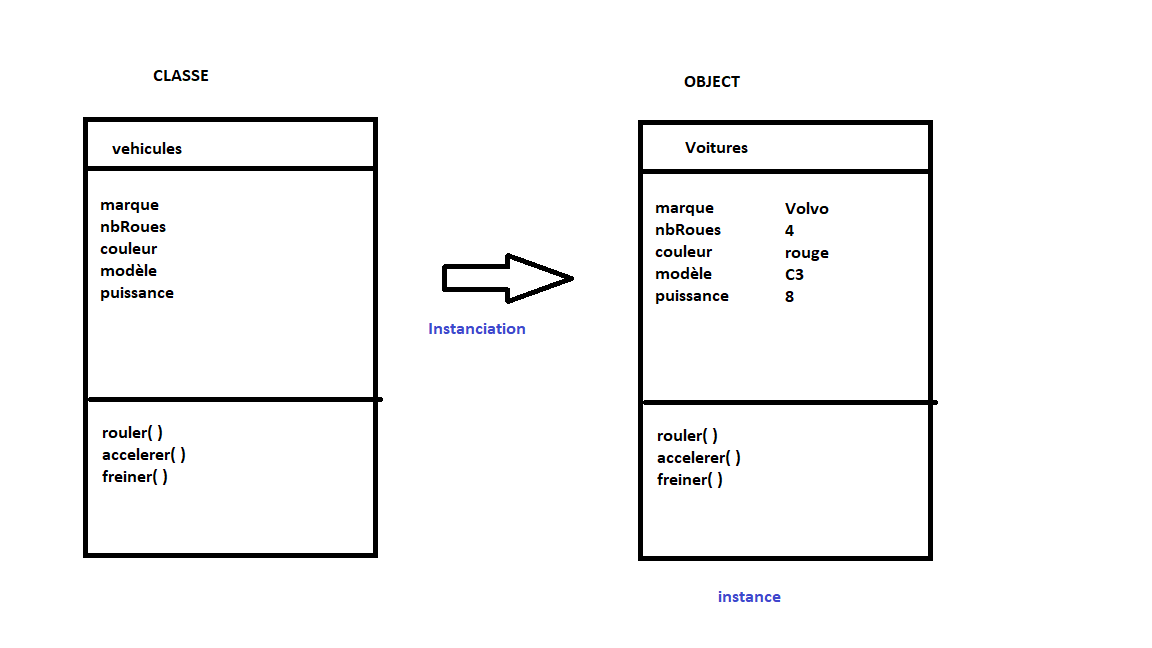 CLASSE
vehicules
marque
nbRoues
couleur
modèle
puissance
rouler( )
accelerer( )
freiner( )
Instanciation
OBJECT
Voitures
marque Volvo
nbRoues 4
couleur rouge
modèle C3
puissance 8
rouler( )
accelerer( )
freiner( )
instance